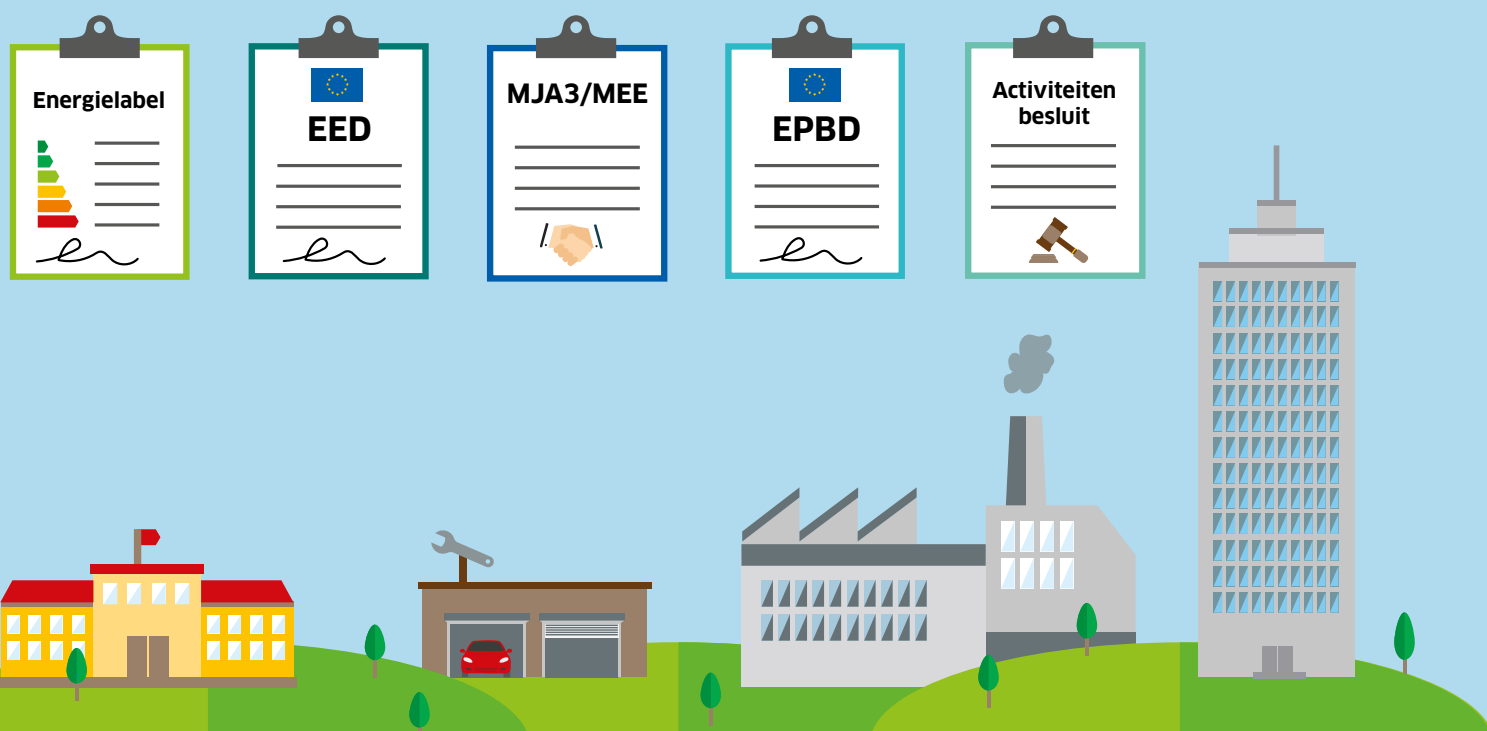 Energielabel
EED
MJA3/MEE
EPBD
Activiteiten
besluit